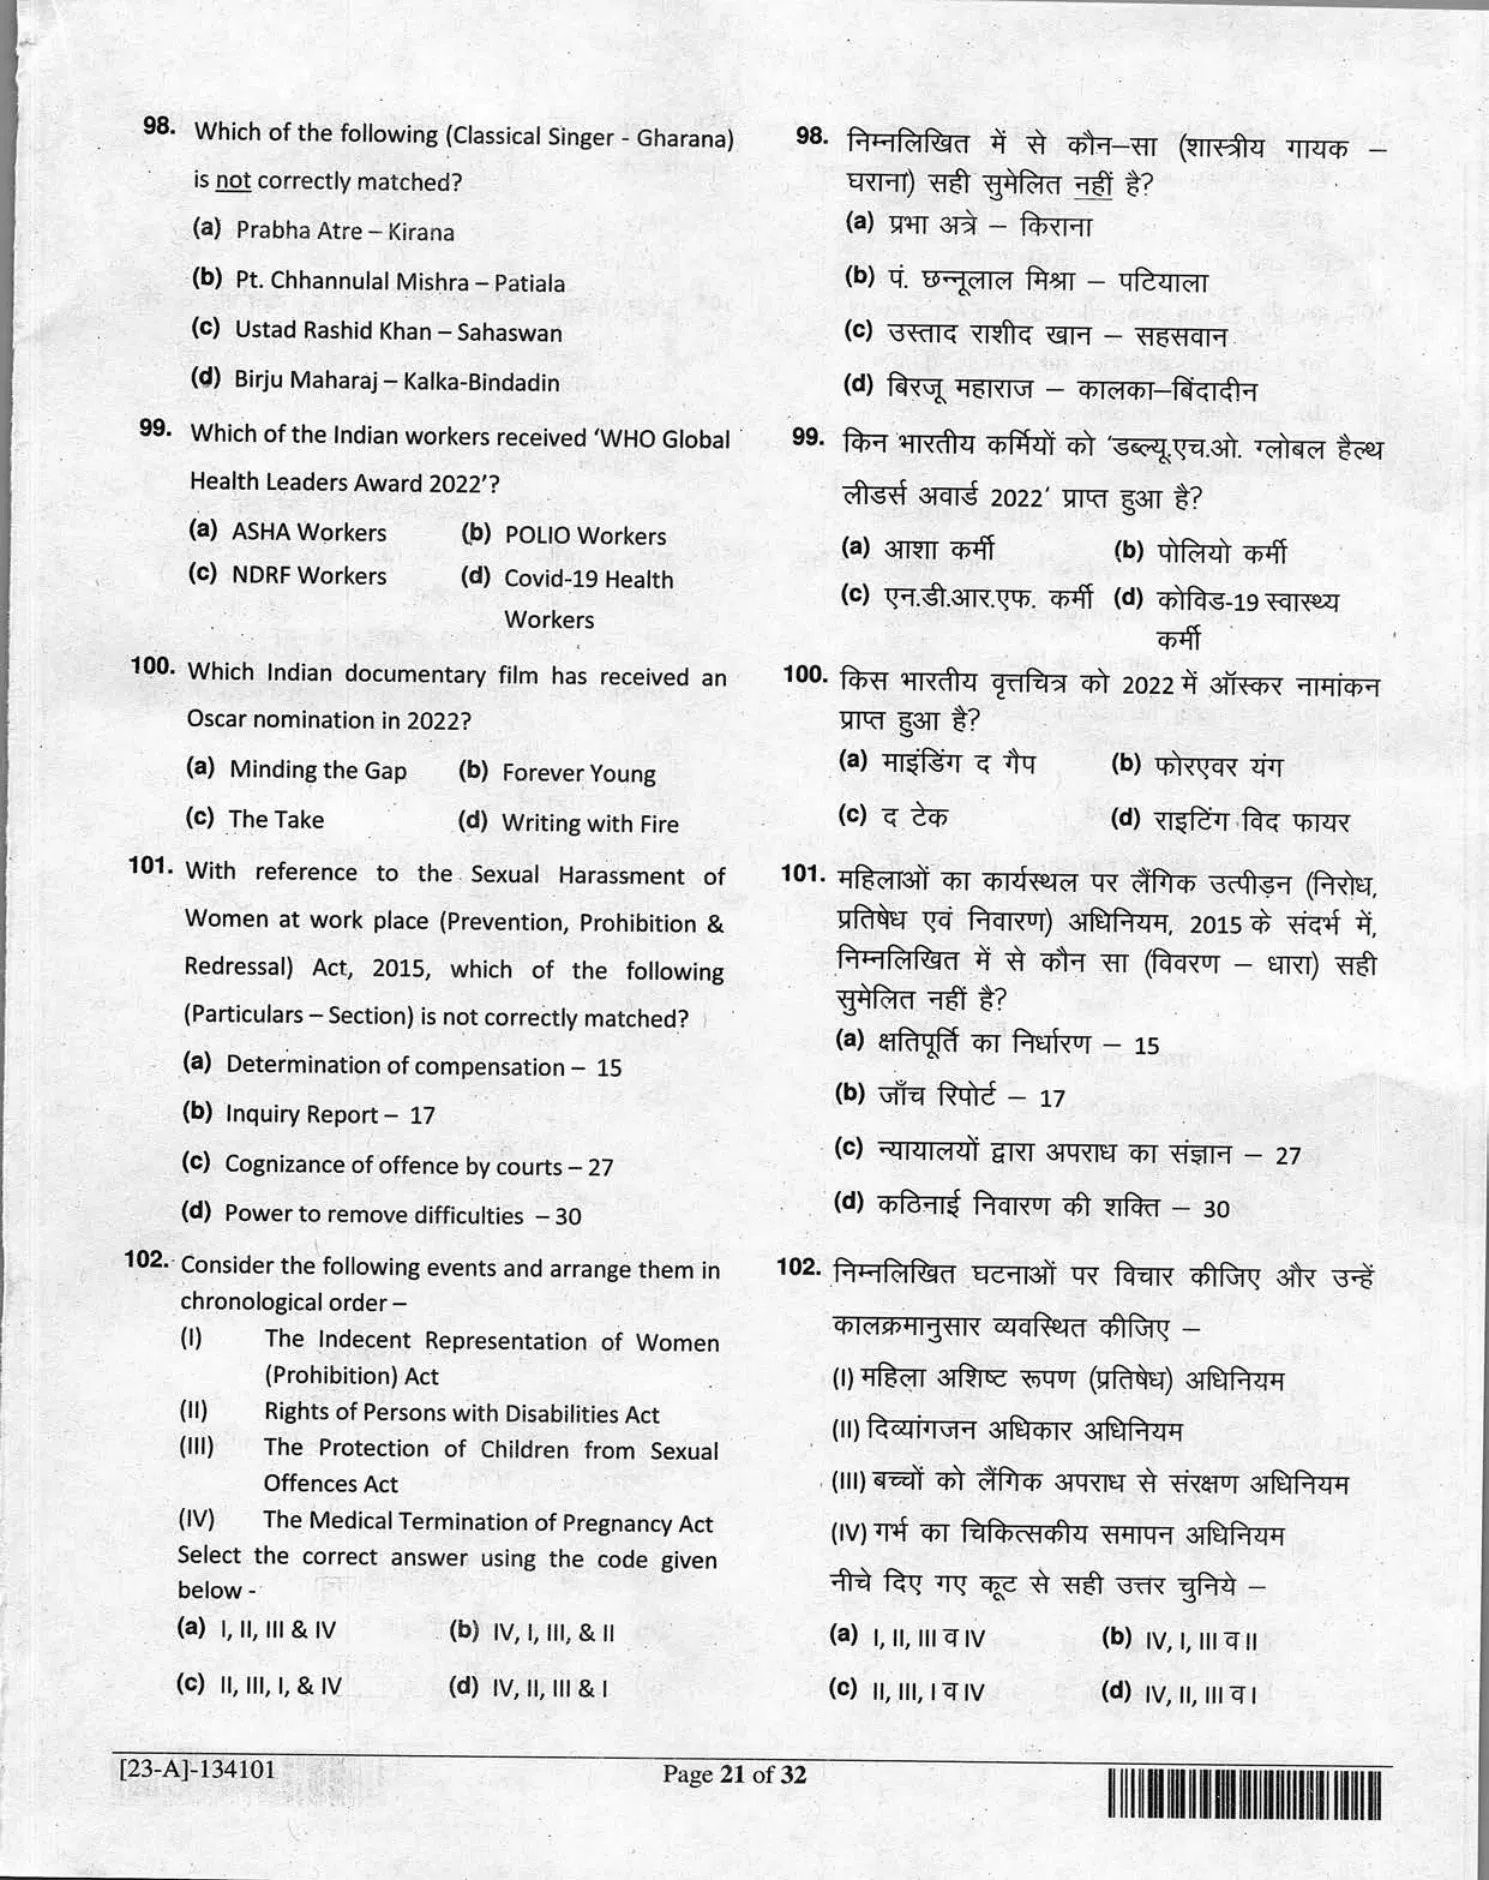 98. Which of the following (Classical Singer - Gharana)
is not correctly matched?
(a) Prabha Atre – Kirana
(b) Pt. Chhannulal Mishra – Patiala
(c) Ustad Rashid Khan – Sahaswan
(d) Birju Maharaj – Kalka-Bindadin
99. Which of the Indian workers received ‘WHO Global
Health Leaders Award 2022’?
(a) ASHA Workers (b) POLIO Workers
(c) NDRF Workers (d) Covid-19 Health
Workers
100. Which Indian documentary film has received an
Oscar nomination in 2022?
(a) Minding the Gap (b) Forever Young
(c) The Take (d) Writing with Fire
101. With reference to the Sexual Harassment of
Women at work place (Prevention, Prohibition &
Redressal) Act, 2015, which of the following
(Particulars – Section) is not correctly matched?
(a) Determination of compensation – 15
(b) Inquiry Report – 17
(c) Cognizance of offence by courts – 27
(d) Power to remove difficulties – 30
102. Consider the following events and arrange them in
chronological order –
(I) The Indecent Representation of Women
(Prohibition) Act
(II) Rights of Persons with Disabilities Act
(III) The Protection of Children from Sexual
Offences Act
(IV) The Medical Termination of Pregnancy Act
Select the correct answer using the code given
below -
(a) I, II, III & IV (b) IV, I, III, & II
(c) II, III, I, & IV (d) IV, II, III & I
98. निम्नलिखित में से कौन–सा (शास्त्रीय गायक –
घराना) सही सुमेलित नहीं है?
(a) प्रभा अत्रे – किराना
(b) पं. छन्नूलाल मिश्रा – पटियाला
(c) उस्ताद राशीद खान – सहसवान
(d) बिरजू महाराज – कालका–बिंदादीन
99. किन भारतीय कर्मियों को ‘डब्ल्यू.एच.ओ. ग्लोबल हैल्थ
लीडर्स अवार्ड 2022’ प्राप्त हुआ है?
(a) आशा कर्मी (b) पोलियो कर्मी
(c) एन.डी.आर.एफ. कर्मी (d) कोविड-19 स्वास्थ्य
कर्मी
100. किस भारतीय वृत्तचित्र को 2022 में ऑस्कर नामांकन
प्राप्त हुआ है?
(a) माइंडिंग द गैप (b) फोरएवर यंग
(c) द टेक (d) राइटिंग विद फायर
101. महिलाओं का कार्यस्थल पर लैंगिक उत्पीड़न (निरोध,
प्रतिषेध एवं निवारण) अधिनियम, 2015 के संदर्भ में,
निम्नलिखित में से कौन सा (विवरण – धारा) सही
सुमेलित नहीं है?
(a) क्षतिपूर्ति का निर्धारण – 15
(b) जाँच रिपोर्ट – 17
(c) न्यायालयों द्वारा अपराध का संज्ञान – 27
(d) कठिनाई निवारण की शक्ति – 30
102. निम्नलिखित घटनाओं पर विचार कीजिए और उन्हें
कालक्रमानुसार व्यवस्थित कीजिए –
(I) महिला अशिष्ट रूपण (प्रतिषेध) अधिनियम
(II) दिव्यांगजन अधिकार अधिनियम
(III) बच्चों को लैंगिक अपराध से संरक्षण अधिनियम
(IV) गर्भ का चिकित्सकीय समापन अधिनियम
नीचे दिए गए कूट से सही उत्तर चुनिये –
(a) I, II, III व IV (b) IV, I, III व II
(c) II, III, I व IV (d) IV, II, III व I
[23-A]-134101 Page 21 of 32